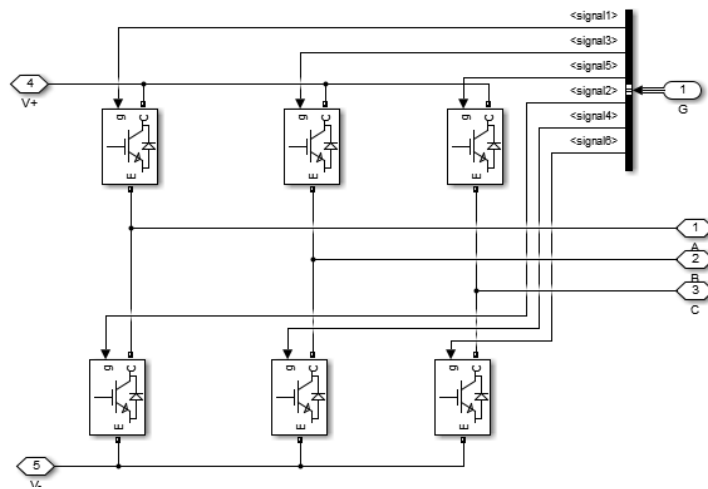 <signal1>
<signal3>
<signal5>
<signal2>
<signal4>
<signal6>
1
G
4
V+
g C
E
g C
E
g C
E
1
A
2
B
3
C
g C
E
g C
E
g C
E
5
V-